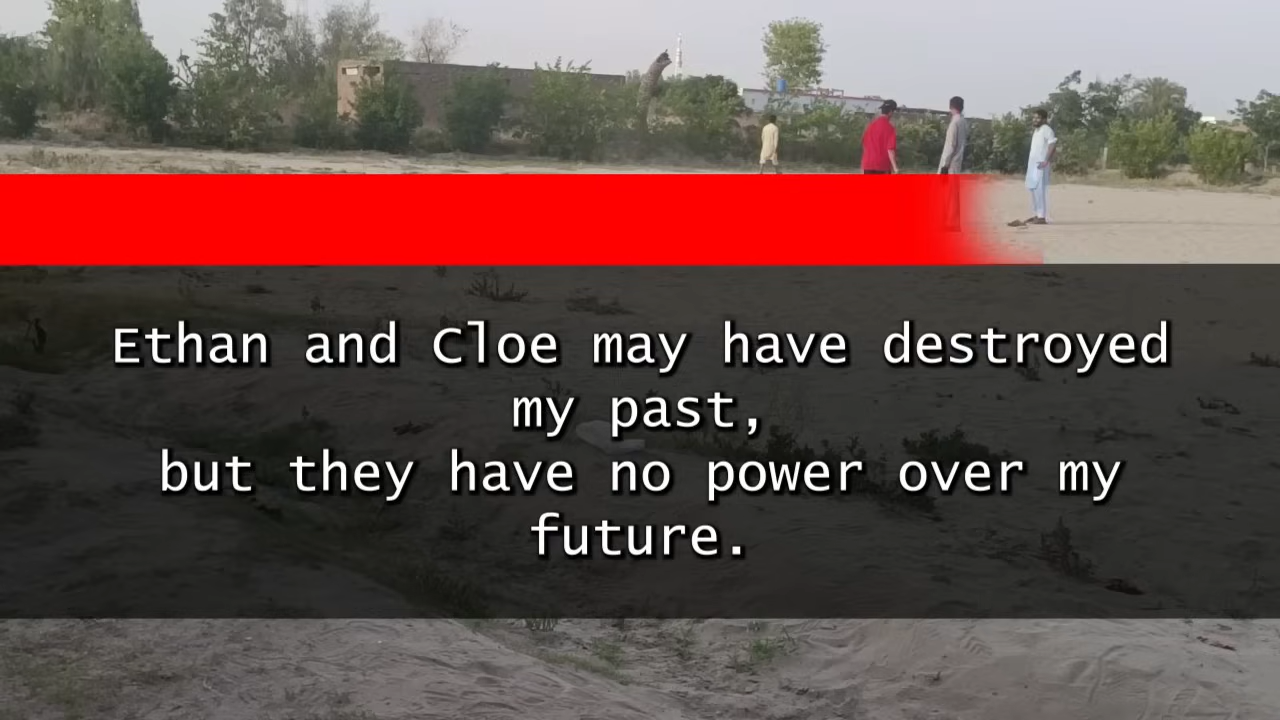 Ethan and Cloe may have destroyed
my past,
but they have no power over my
future.